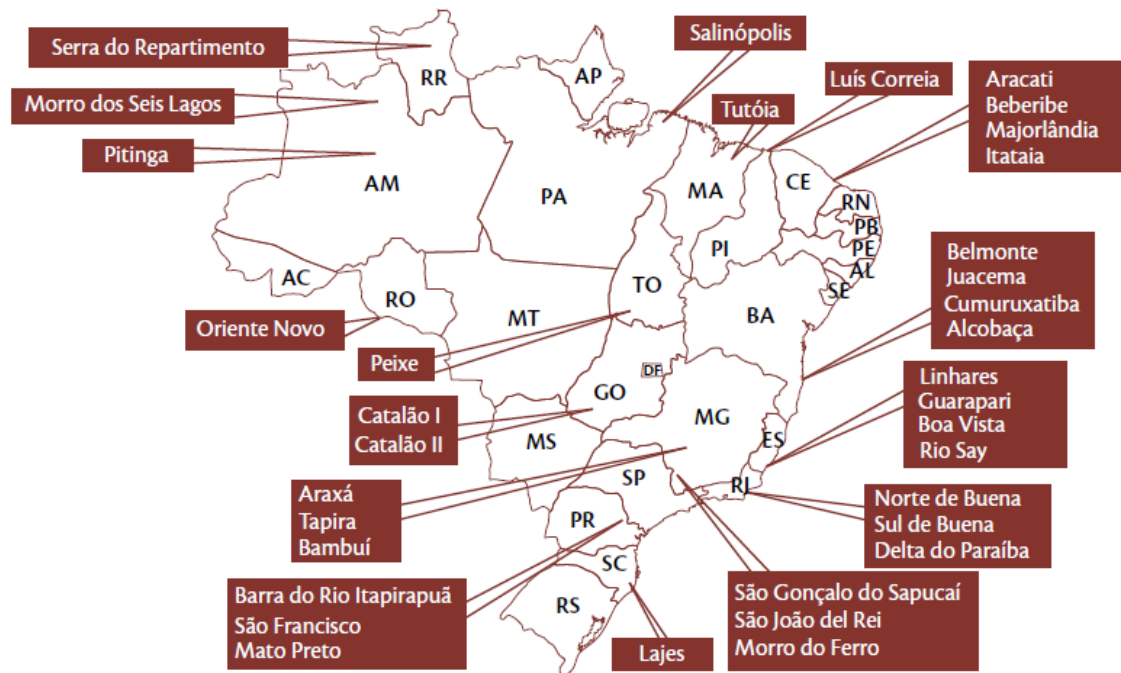 Serra do Repartimento
Morro dos Seis Lagos
Pitinga
Salinópolis
Tutóia
Luís Correia
Aracati
Beberibe
Majorlândia
Itataia
RR
AP
AM
PA
MA
CE
RN
PB
PE
AL
SE
PI
AC
RO
TO
MT
BA
DF
GO
MG
ES
MS
SP
RJ
PR
SC
RS
Oriente Novo
Peixe
Catalão I
Catalão II
Belmonte
Juacema
Cumuruxatiba
Alcobaça
Linhares
Guarapari
Boa Vista
Rio Say
Araxá
Tapira
Bambuí
Norte de Buena
Sul de Buena
Delta do Paraíba
Barra do Rio Itapirapuã
São Francisco
Mato Preto
Lajes
São Gonçalo do Sapucaí
São João del Rei
Morro do Ferro